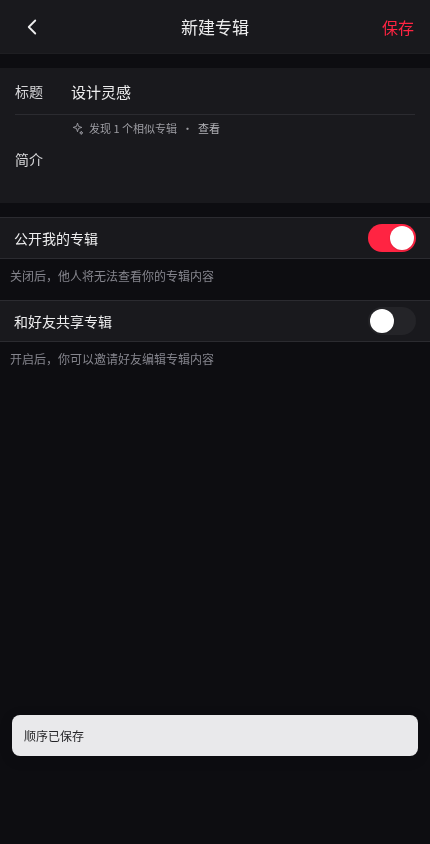 新建专辑
保存
标题 设计灵感
发现 1 个相似专辑 · 查看
简介
公开我的专辑
关闭后，他人将无法查看你的专辑内容
和好友共享专辑
开启后，你可以邀请好友编辑专辑内容
顺序已保存